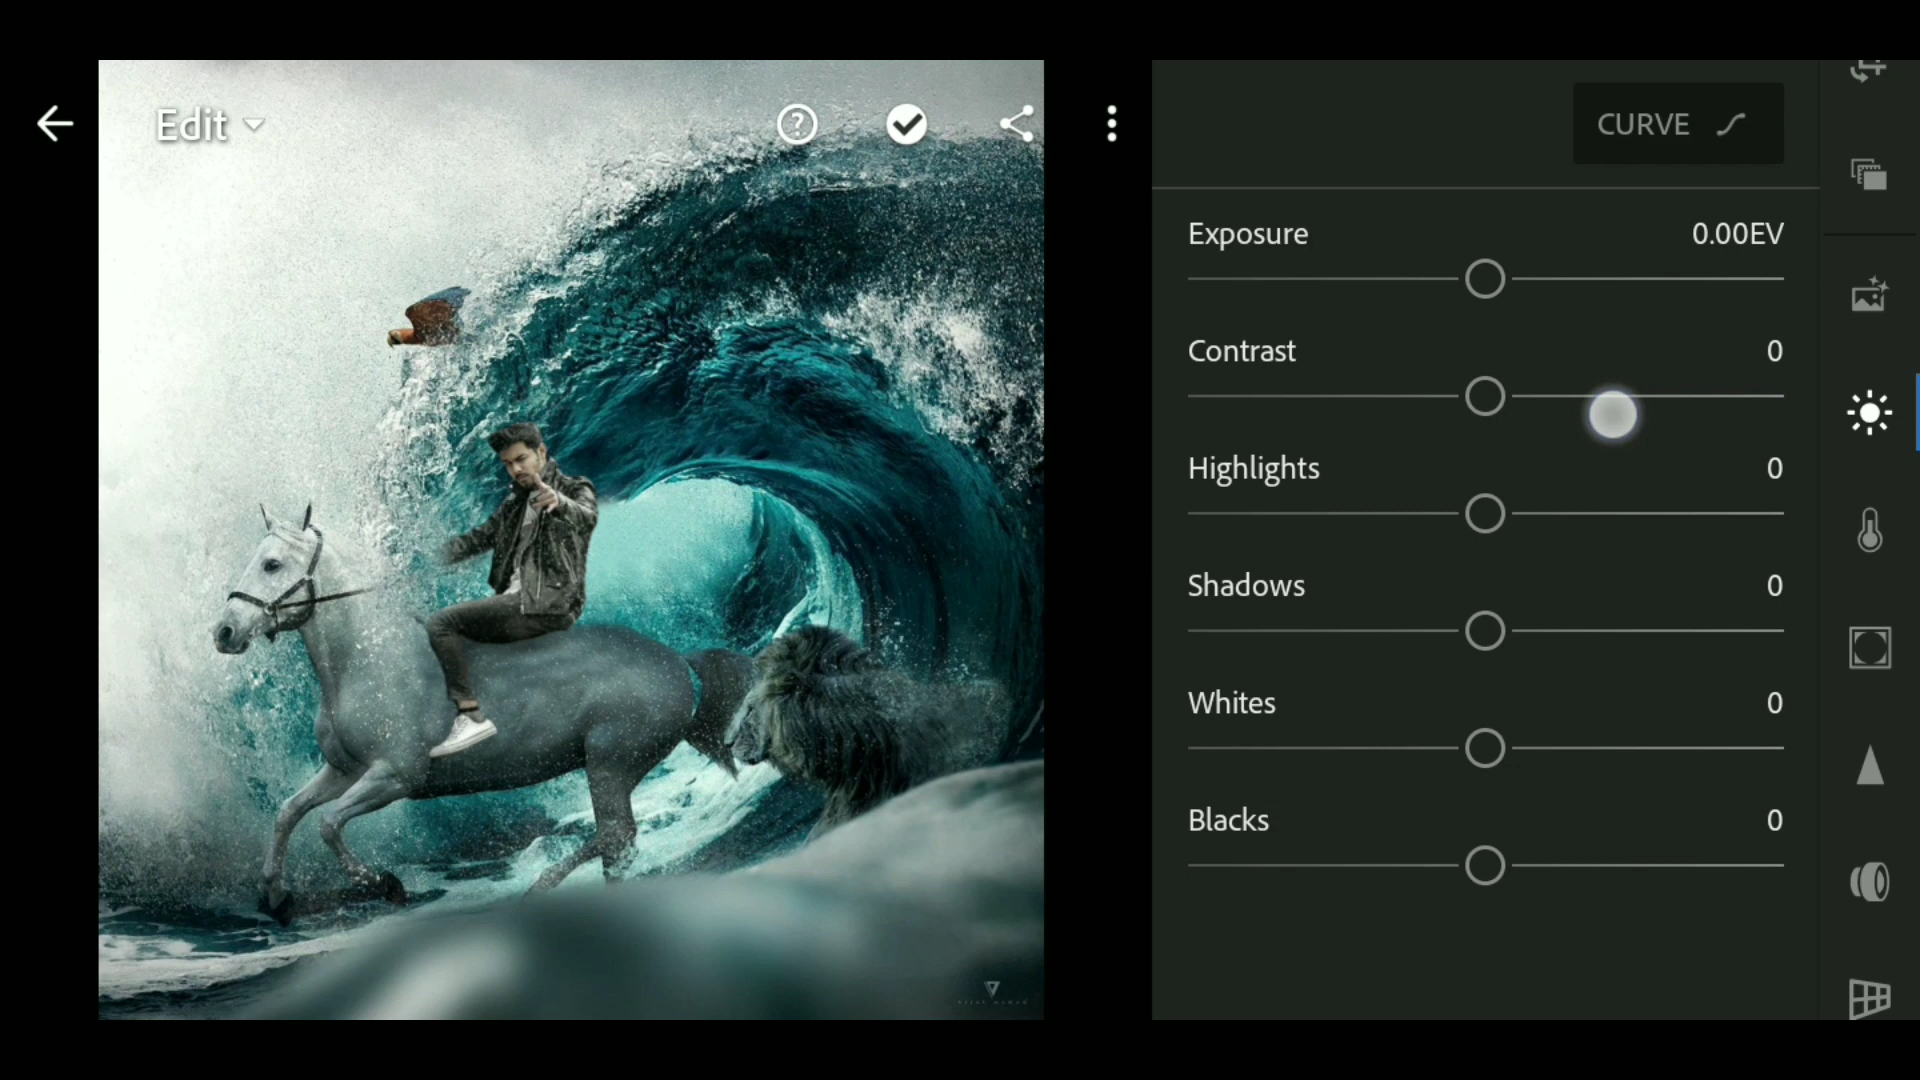 Edit
CURVE
Exposure 0.00EV
Contrast 0
Highlights 0
Shadows 0
Whites 0
Blacks 0